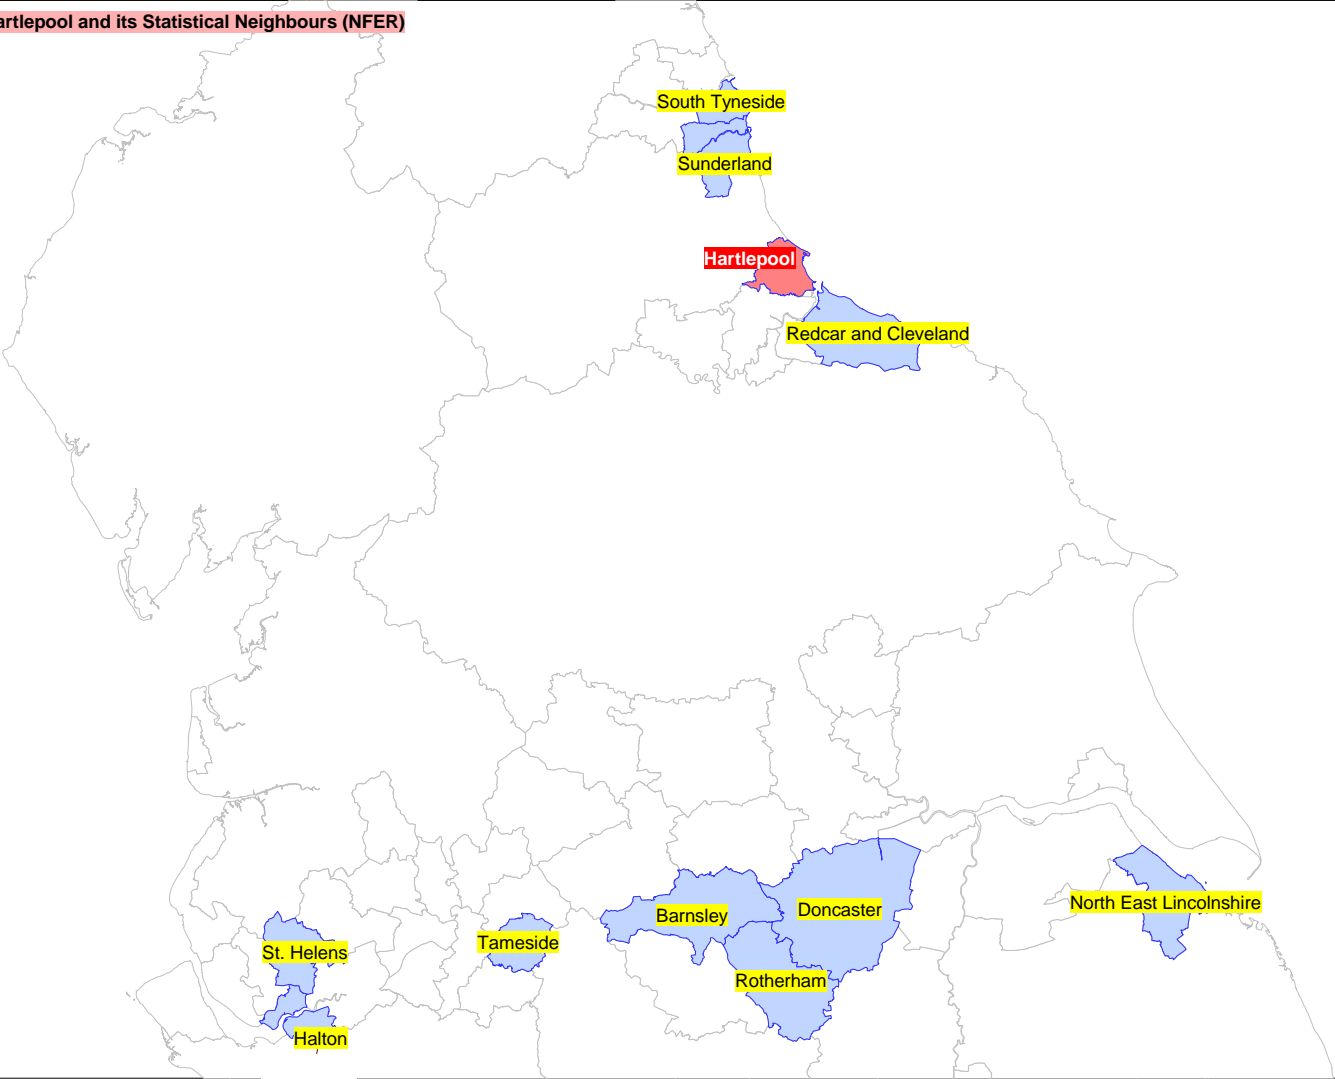 artlepool and its Statistical Neighbours (NFER)
South Tyneside
Sunderland
Hartlepool
Redcar and Cleveland
North East Lincolnshire
Doncaster
Barnsley
Tameside
St. Helens
Rotherham
Halton